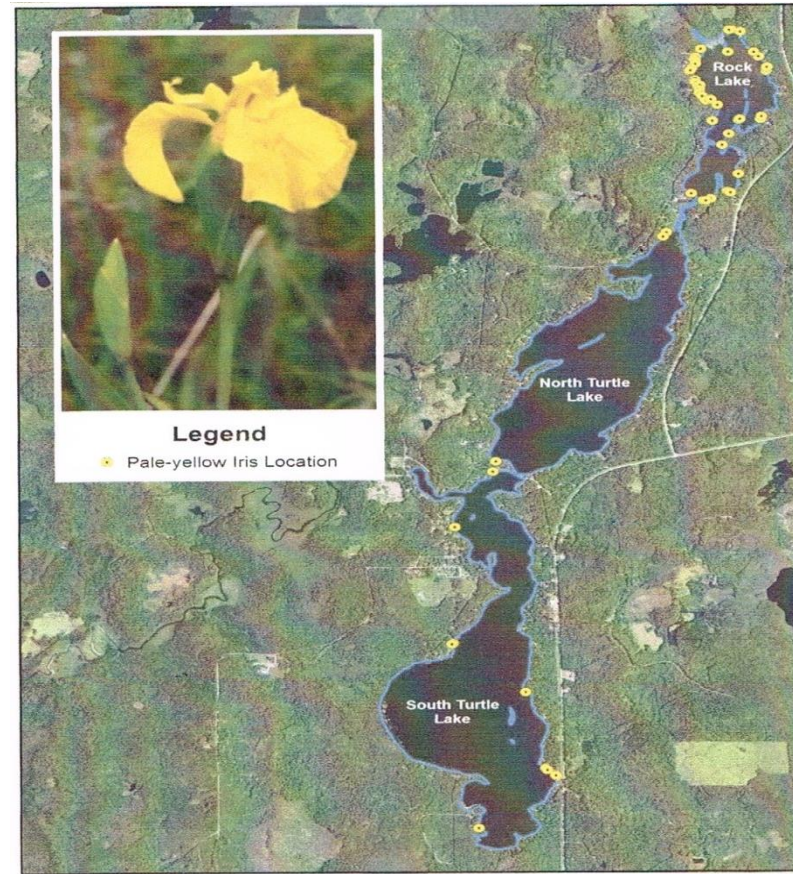 Rock
Lake
North Turtle
Lake
Legend
Pale-yellow Iris Location
South Turtle
Lake